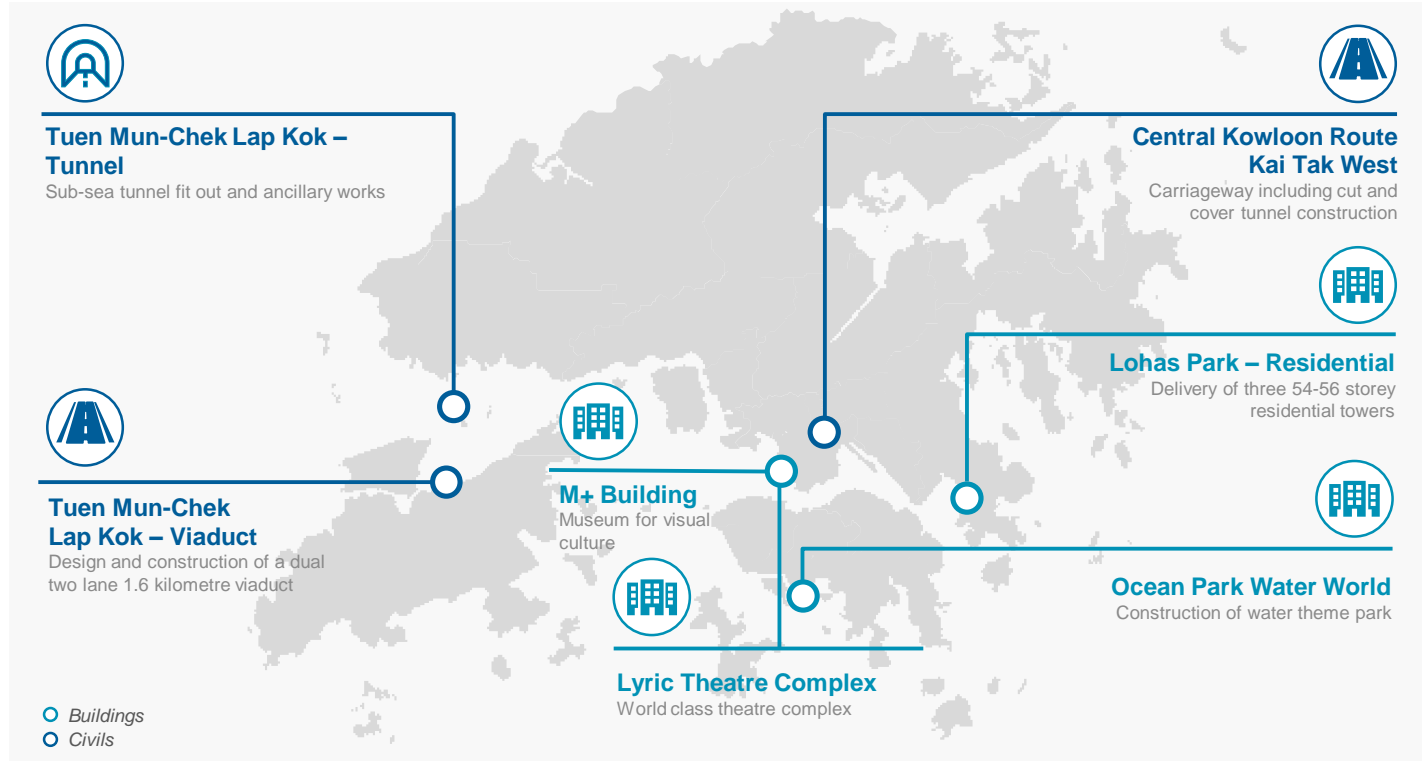 Tuen Mun-Chek Lap Kok –
Tunnel
Sub-sea tunnel fit out and ancillary works
Central Kowloon Route
Kai Tak West
Carriageway including cut and
cover tunnel construction
Lohas Park – Residential
Delivery of three 54-56 storey
residential towers
Tuen Mun-Chek
Lap Kok – Viaduct
Design and construction of a dual
two lane 1.6 kilometre viaduct
M+ Building
Museum for visual
culture
Ocean Park Water World
Construction of water theme park
Lyric Theatre Complex
World class theatre complex
Buildings
Civils